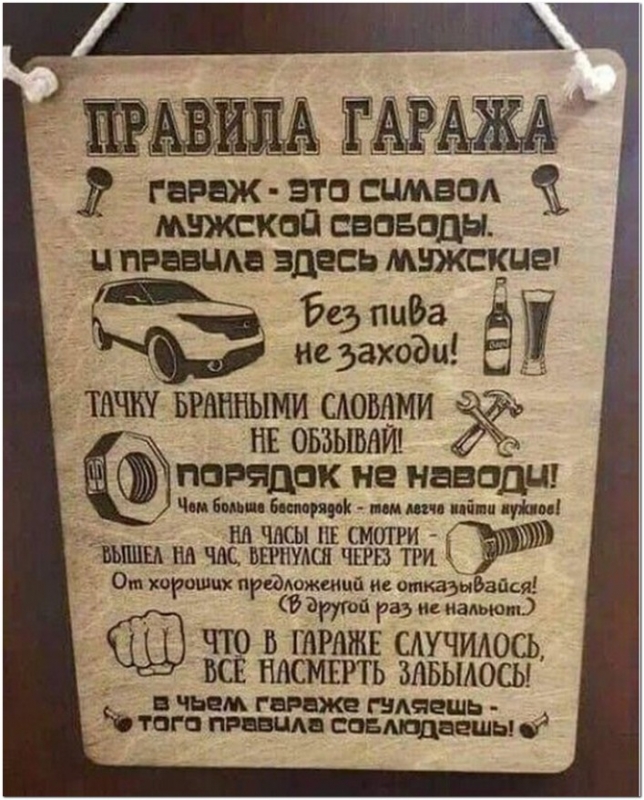 ПРАВИЛА ГАРАЖА
гараж - это символ
мужской свободы.
и правила здесь мужские!
Без пива
не заходи!
ТАЧКУ БРАННЫМИ СЛОВАМИ
НЕ ОБЗЫВАЙ!
порядок не наводи!
Чем больше беспорядок - тем легче найти нужное!
НА ЧАСЫ НЕ СМОТРИ -
ВЫШЕЛ НА ЧАС, ВЕРНУЛСЯ ЧЕРЕЗ ТРИ
От хороших предложений не отказывайся!
(В другой раз не нальют.)
ЧТО В ГАРАЖЕ СЛУЧИЛОСЬ,
ВСЁ НАСМЕРТЬ ЗАБЫЛОСЬ!
в чьем гараже гуляешь -
того правила соблюдаешь!